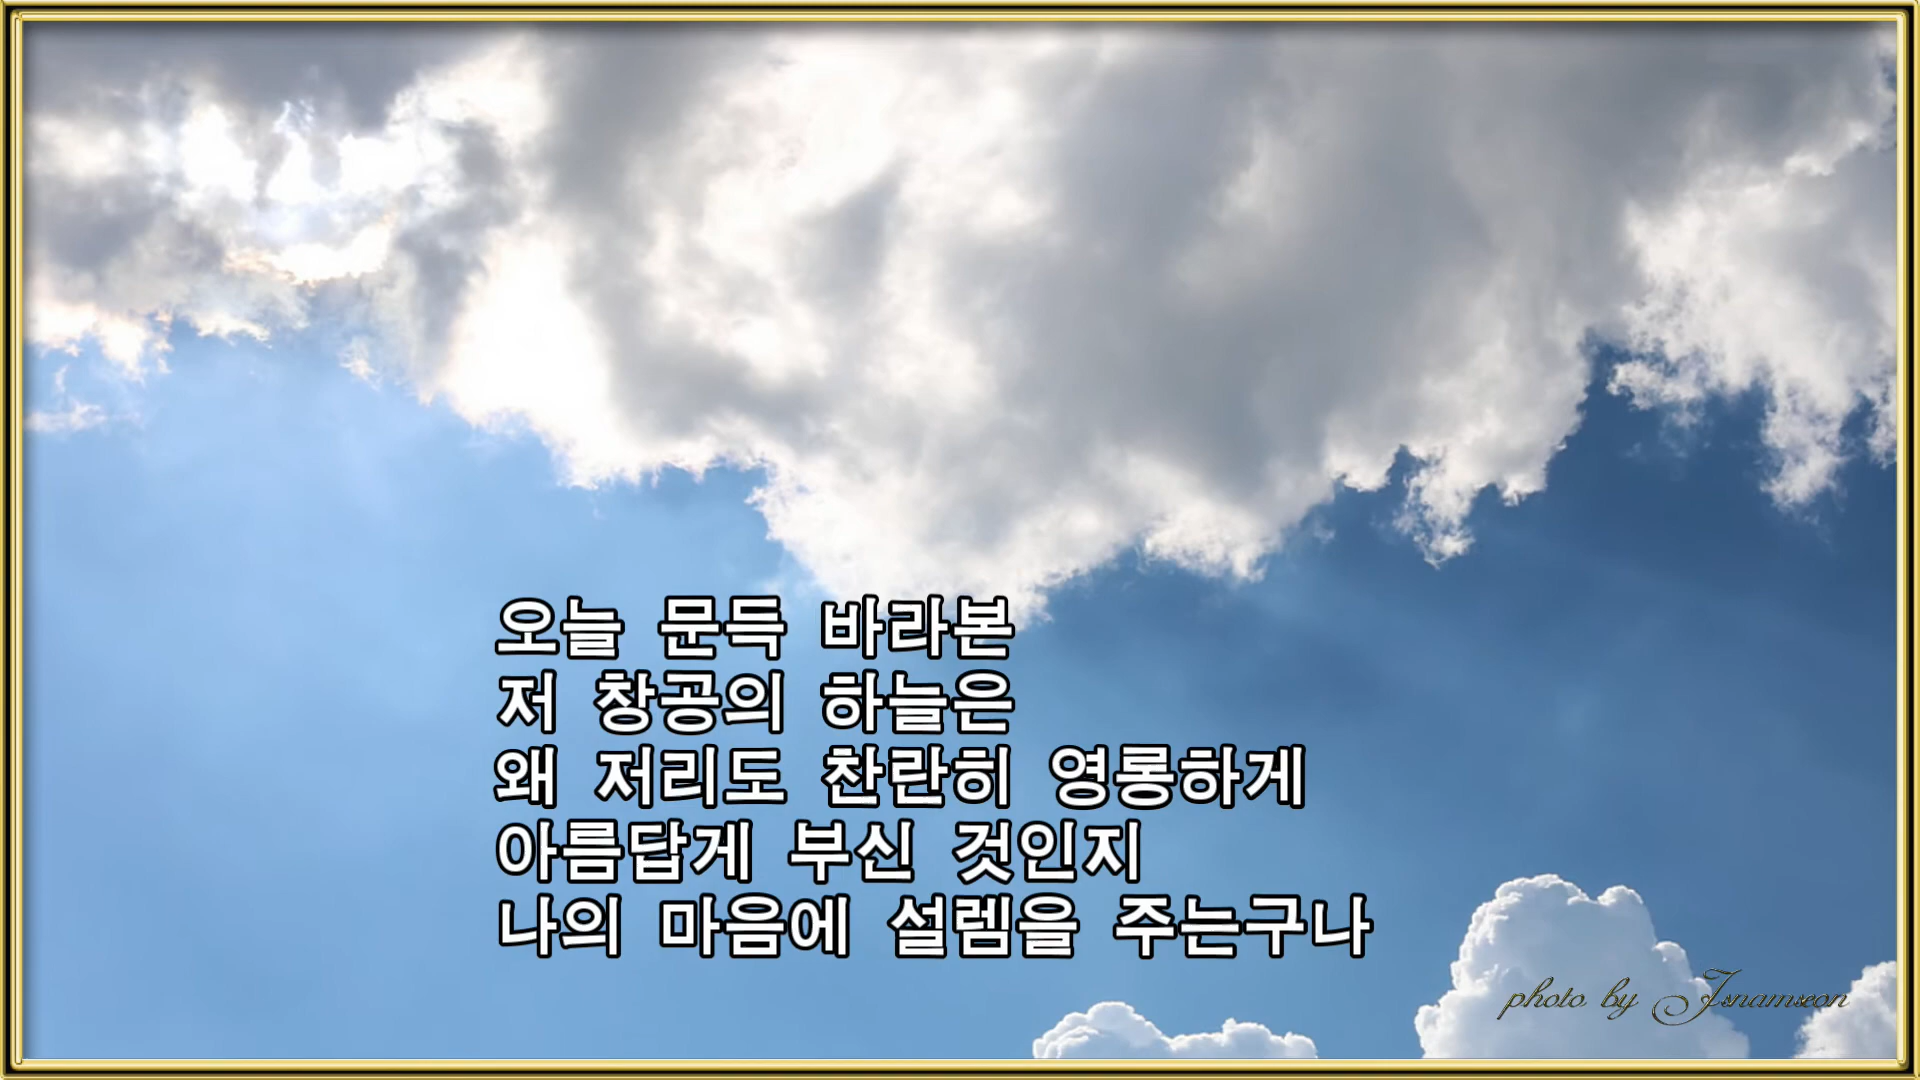 오늘 문득 바라본
저 창공의 하늘은
왜 저리도 찬란히 영롱하게
아름답게 부신 것인지
나의 마음에 설렘을 주는구나
photo by Jsnamseon